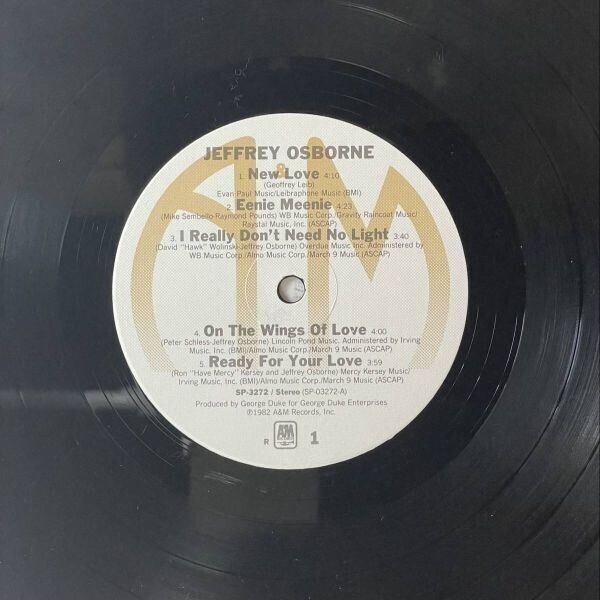 JEFFREY OSBORNE
&
1. New Love 4:10
(Geoffrey Leib)
Evan-Paul Music/Leibraphone Music (BMI)
2. Eenie Meenie 4:23
(Mike Sembello-Raymond Pounds) WB Music Corp./Gravity Raincoat Music/
Raystal Music, Inc. (ASCAP)
3. I Really Don't Need No Light 3:40
(David "Hawk" Wolinski-Jeffrey Osborne) Overdue Music Inc. Administered by
WB Music Corp./Almo Music Corp./March 9 Music (ASCAP)
A&M
4. On The Wings Of Love 4:00
(Peter Schless-Jeffrey Osborne) Lincoln Pond Music. Administered by Irving
Music, Inc. (BMI)/Almo Music Corp./March 9 Music (ASCAP)
5. Ready For Your Love 3:59
(Ron "Have Mercy" Kersey and Jeffrey Osborne) Mercy Kersey Music/
Irving Music, Inc. (BMI)/Almo Music Corp./March 9 Music (ASCAP)
SP-3272 / Stereo (SP-03272-A)
Produced by George Duke for George Duke Enterprises
℗1982 A&M Records, Inc.
R A&M 1